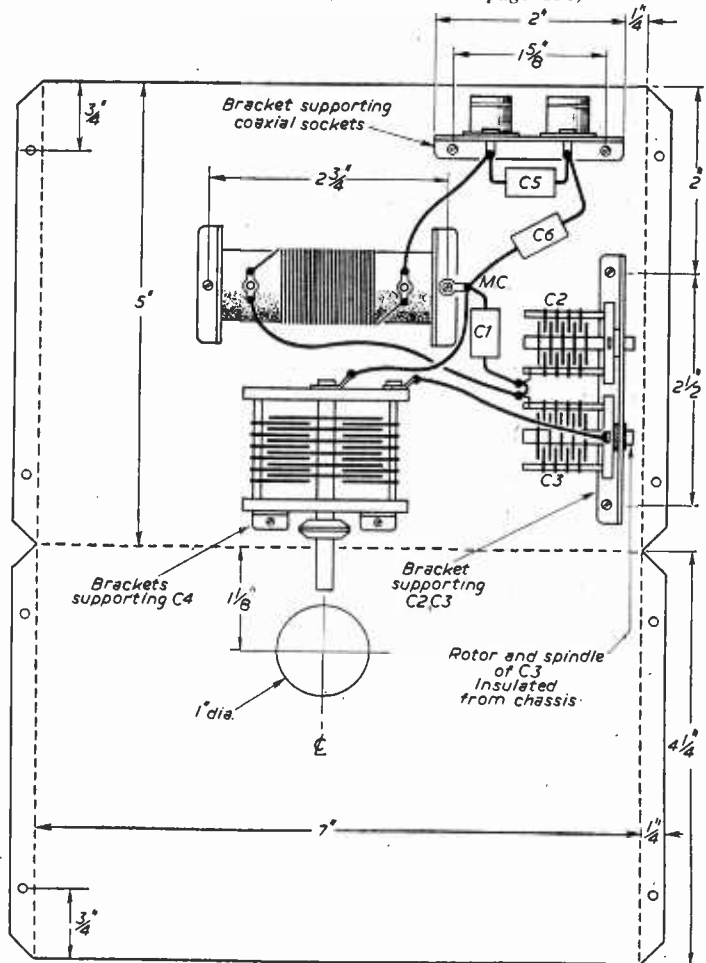 2"
1/4"
1 5/8"
3/4"
Bracket supporting
coaxial sockets
C5
2 3/4"
C6
2"
5"
MC
C1
C2
2 1/2"
C3
Brackets
supporting C4
1 1/8"
Bracket
supporting
C2,C3
Rotor and spindle
of C3
Insulated
from chassis
1" dia.
℄
4 1/4"
7"
1/4"
3/4"